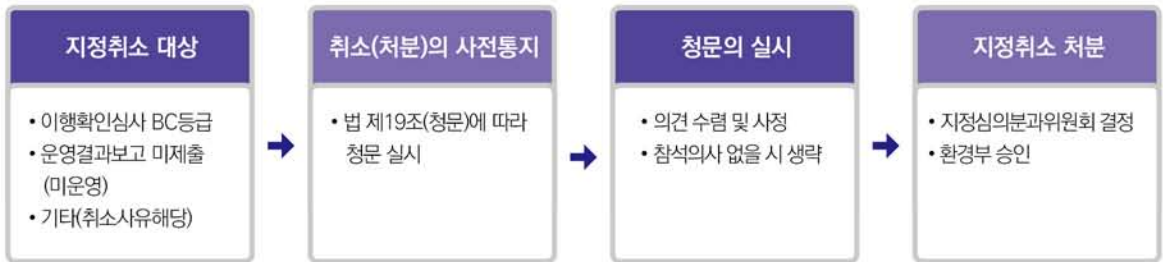 지정취소 대상
• 이행확인심사 BC등급
• 운영결과보고 미제출
(미운영)
• 기타(취소사유해당)
취소(처분)의 사전통지
• 법 제19조(청문)에 따라
청문 실시
청문의 실시
• 의견 수렴 및 사정
• 참석의사 없을 시 생략
지정취소 처분
• 지정심의분과위원회 결정
• 환경부 승인